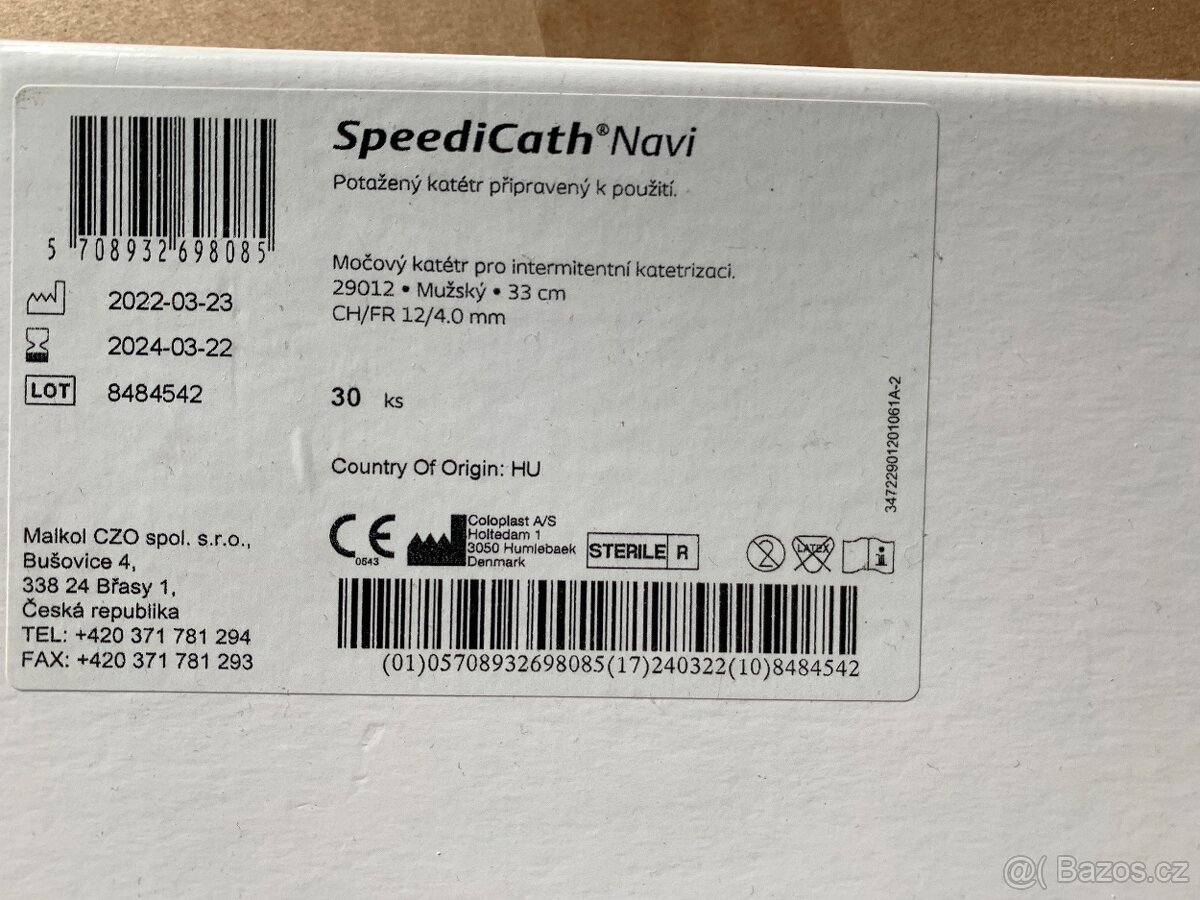 SpeediCath®Navi
Potažený katétr připravený k použití.
5 708932 698085
Močový katétr pro intermitentní katetrizaci.
29012 • Mužský • 33 cm
CH/FR 12/4.0 mm
2022-03-23
2024-03-22
LOT 8484542
30 ks
Country Of Origin: HU
34722901201061A-2
Malkol CZO spol. s.r.o.,
Bušovice 4,
338 24 Břasy 1,
Česká republika
TEL: +420 371 781 294
FAX: +420 371 781 293
CE
0543
Coloplast A/S
Holtedam 1
3050 Humlebaek
Denmark
STERILE R
2
LATEX
i
(01)05708932698085(17)240322(10)8484542
@( Bazos.cz